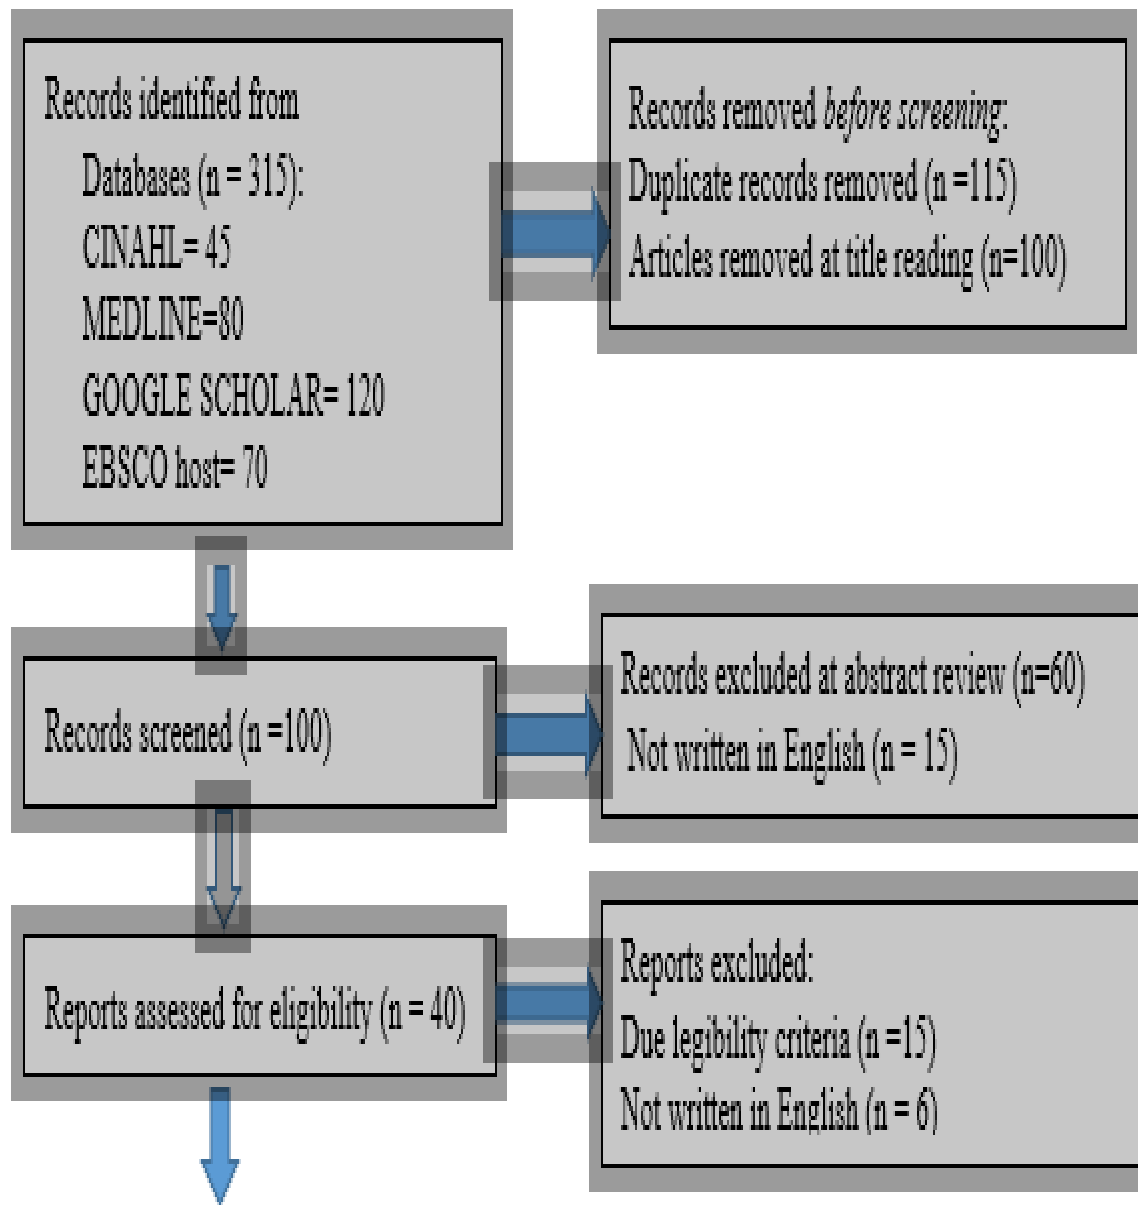 Records identified from
Databases (n = 315):
CINAHL= 45
MEDLINE=80
GOOGLE SCHOLAR= 120
EBSCO host= 70
Records removed before screening:
Duplicate records removed (n =115)
Articles removed at title reading (n=100)
Records screened (n =100)
Records excluded at abstract review (n=60)
Not written in English (n = 15)
Reports assessed for eligibility (n = 40)
Reports excluded:
Due legibility criteria (n =15)
Not written in English (n = 6)